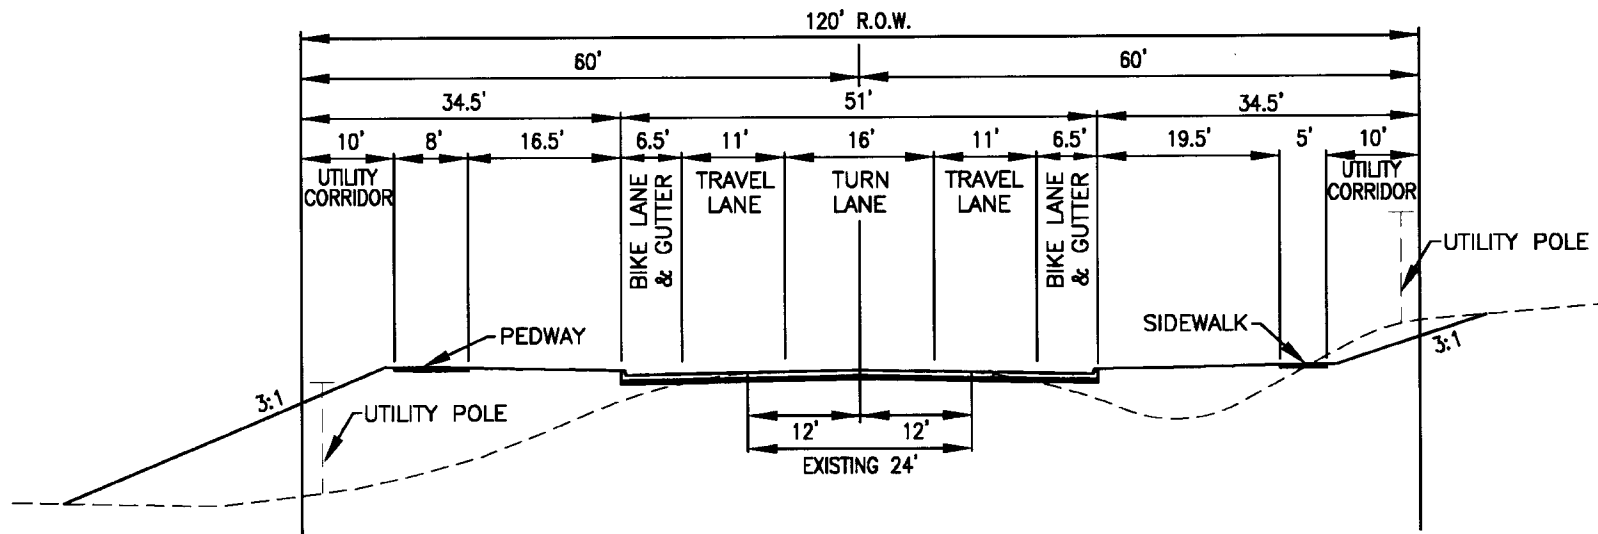 120' R.O.W.
60'
60'
34.5'
51'
34.5'
10'
8'
16.5'
6.5'
11'
16'
11'
6.5'
19.5'
5'
10'
UTILITY
CORRIDOR
BIKE LANE
& GUTTER
TRAVEL
LANE
TURN
LANE
TRAVEL
LANE
BIKE LANE
& GUTTER
UTILITY
CORRIDOR
UTILITY POLE
PEDWAY
SIDEWALK
3:1
3:1
UTILITY POLE
12'
12'
EXISTING 24'